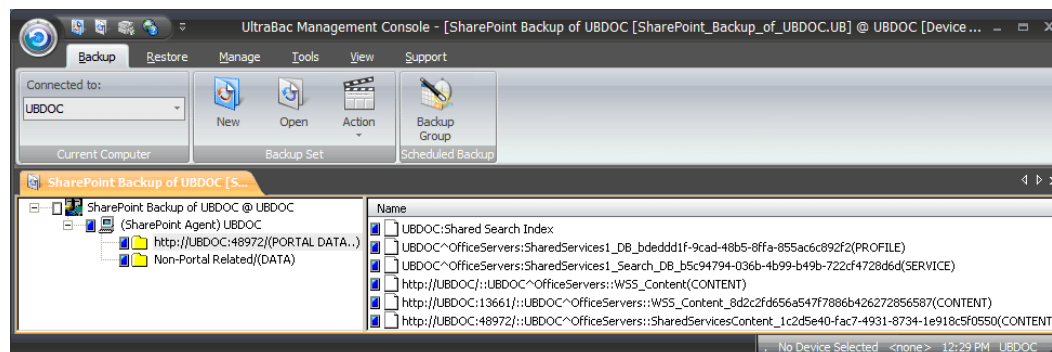 UltraBac Management Console - [SharePoint Backup of UBDOC [SharePoint_Backup_of_UBDOC.UB] @ UBDOC [Device ...
Backup Restore Manage Tools View Support
Connected to:
UBDOC
New Open Action Backup Group
Current Computer Backup Set Scheduled Backup
SharePoint Backup of UBDOC [S...
SharePoint Backup of UBDOC @ UBDOC
(SharePoint Agent) UBDOC
http://UBDOC:48972/(PORTAL DATA..)
Non-Portal Related/(DATA)
Name
UBDOC:Shared Search Index
UBDOC^OfficeServers:SharedServices1_DB_bdeddd1f-9cad-48b5-8ffa-855ac6c892f2(PROFILE)
UBDOC^OfficeServers:SharedServices1_Search_DB_b5c94794-036b-4b99-b49b-722cf4728d6d(SERVICE)
http://UBDOC/::UBDOC^OfficeServers::WSS_Content(CONTENT)
http://UBDOC:13661/::UBDOC^OfficeServers::WSS_Content_8d2c2fd656a547f7886b426272856587(CONTENT)
http://UBDOC:48972/::UBDOC^OfficeServers::SharedServicesContent_1c2d5e40-fac7-4931-8734-1e918c5f0550(CONTENT
. No Device Selected <none> 12:29 PM UBDOC